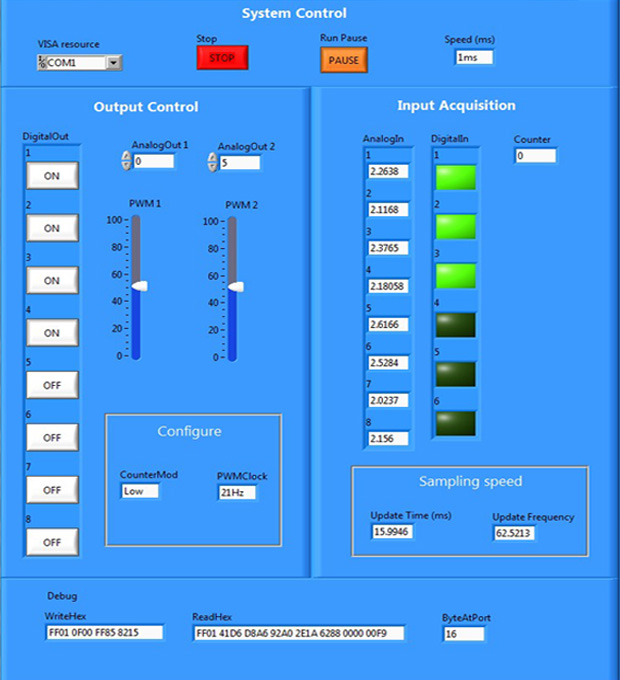 System Control
VISA resource
COM1
Stop
STOP
Run Pause
PAUSE
Speed (ms)
1ms
Output Control
DigitalOut
1
ON
2
ON
3
ON
4
ON
5
OFF
6
OFF
7
OFF
8
OFF
AnalogOut 1
0
AnalogOut 2
5
PWM 1
100
80
60
40
20
0
PWM 2
100
80
60
40
20
0
Configure
CounterMod
Low
PWMClock
21Hz
Input Acquisition
AnalogIn
1
2.2638
2
2.1168
3
2.3765
4
2.18058
5
2.6166
6
2.5284
7
2.0237
8
2.156
DigitalIn
1
2
3
4
5
6
Counter
0
Sampling speed
Update Time (ms)
15.9946
Update Frequency
62.5213
Debug
WriteHex
FF01 0F00 FF85 8215
ReadHex
FF01 41D6 D8A6 92A0 2E1A 6288 0000 00F9
ByteAtPort
16